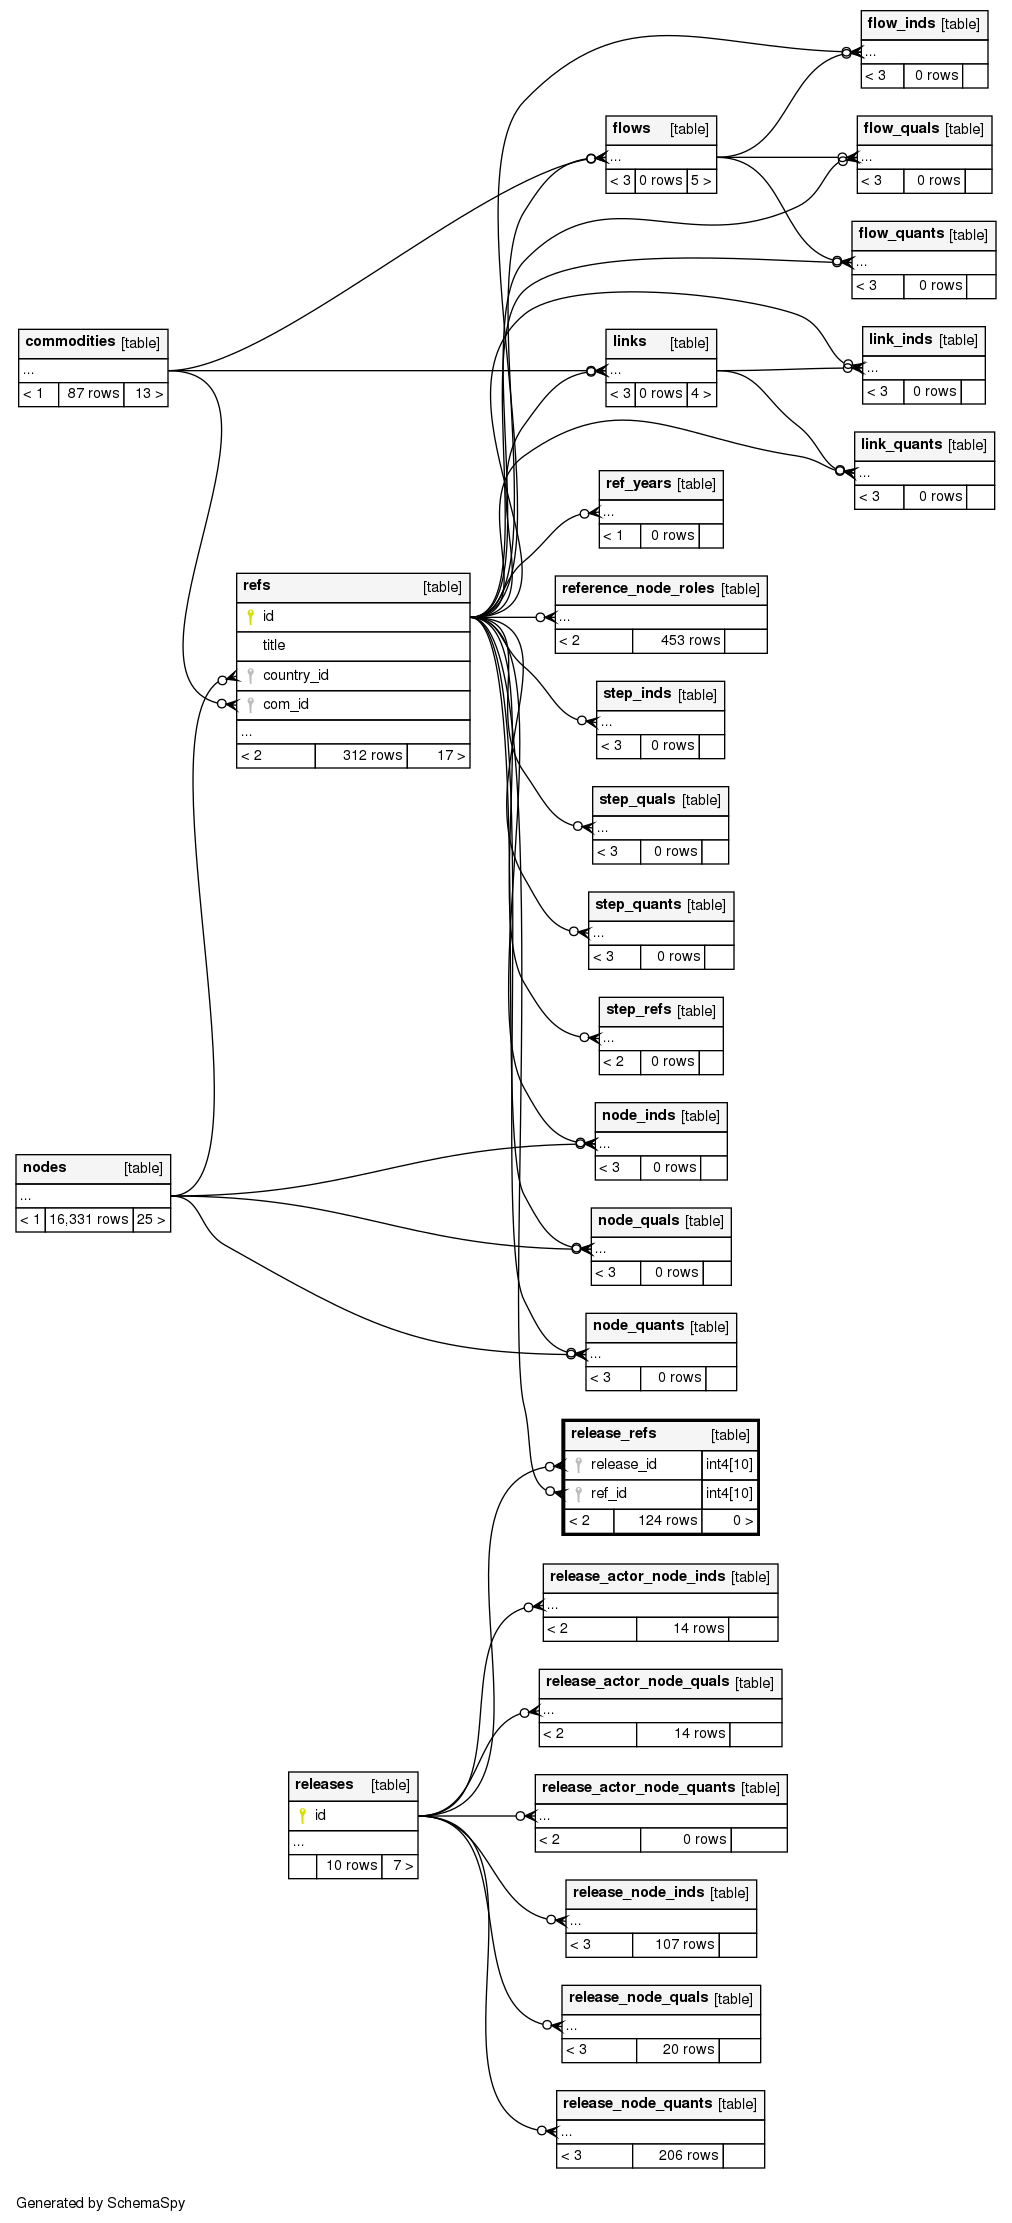 flow_inds [table]
...
< 3 0 rows
flows [table]
...
< 3 0 rows 5 >
flow_quals [table]
...
< 3 0 rows
flow_quants [table]
...
< 3 0 rows
commodities [table]
...
< 1 87 rows 13 >
links [table]
...
< 3 0 rows 4 >
link_inds [table]
...
< 3 0 rows
link_quants [table]
...
< 3 0 rows
ref_years [table]
...
< 1 0 rows
refs [table]
id
title
country_id
com_id
...
< 2 312 rows 17 >
reference_node_roles [table]
...
< 2 453 rows
step_inds [table]
...
< 3 0 rows
step_quals [table]
...
< 3 0 rows
step_quants [table]
...
< 3 0 rows
step_refs [table]
...
< 2 0 rows
node_inds [table]
...
< 3 0 rows
nodes [table]
...
< 1 16,331 rows 25 >
node_quals [table]
...
< 3 0 rows
node_quants [table]
...
< 3 0 rows
release_refs [table]
release_id int4[10]
ref_id int4[10]
< 2 124 rows 0 >
release_actor_node_inds [table]
...
< 2 14 rows
release_actor_node_quals [table]
...
< 2 14 rows
releases [table]
id
...
10 rows 7 >
release_actor_node_quants [table]
...
< 2 0 rows
release_node_inds [table]
...
< 3 107 rows
release_node_quals [table]
...
< 3 20 rows
release_node_quants [table]
...
< 3 206 rows
Generated by SchemaSpy